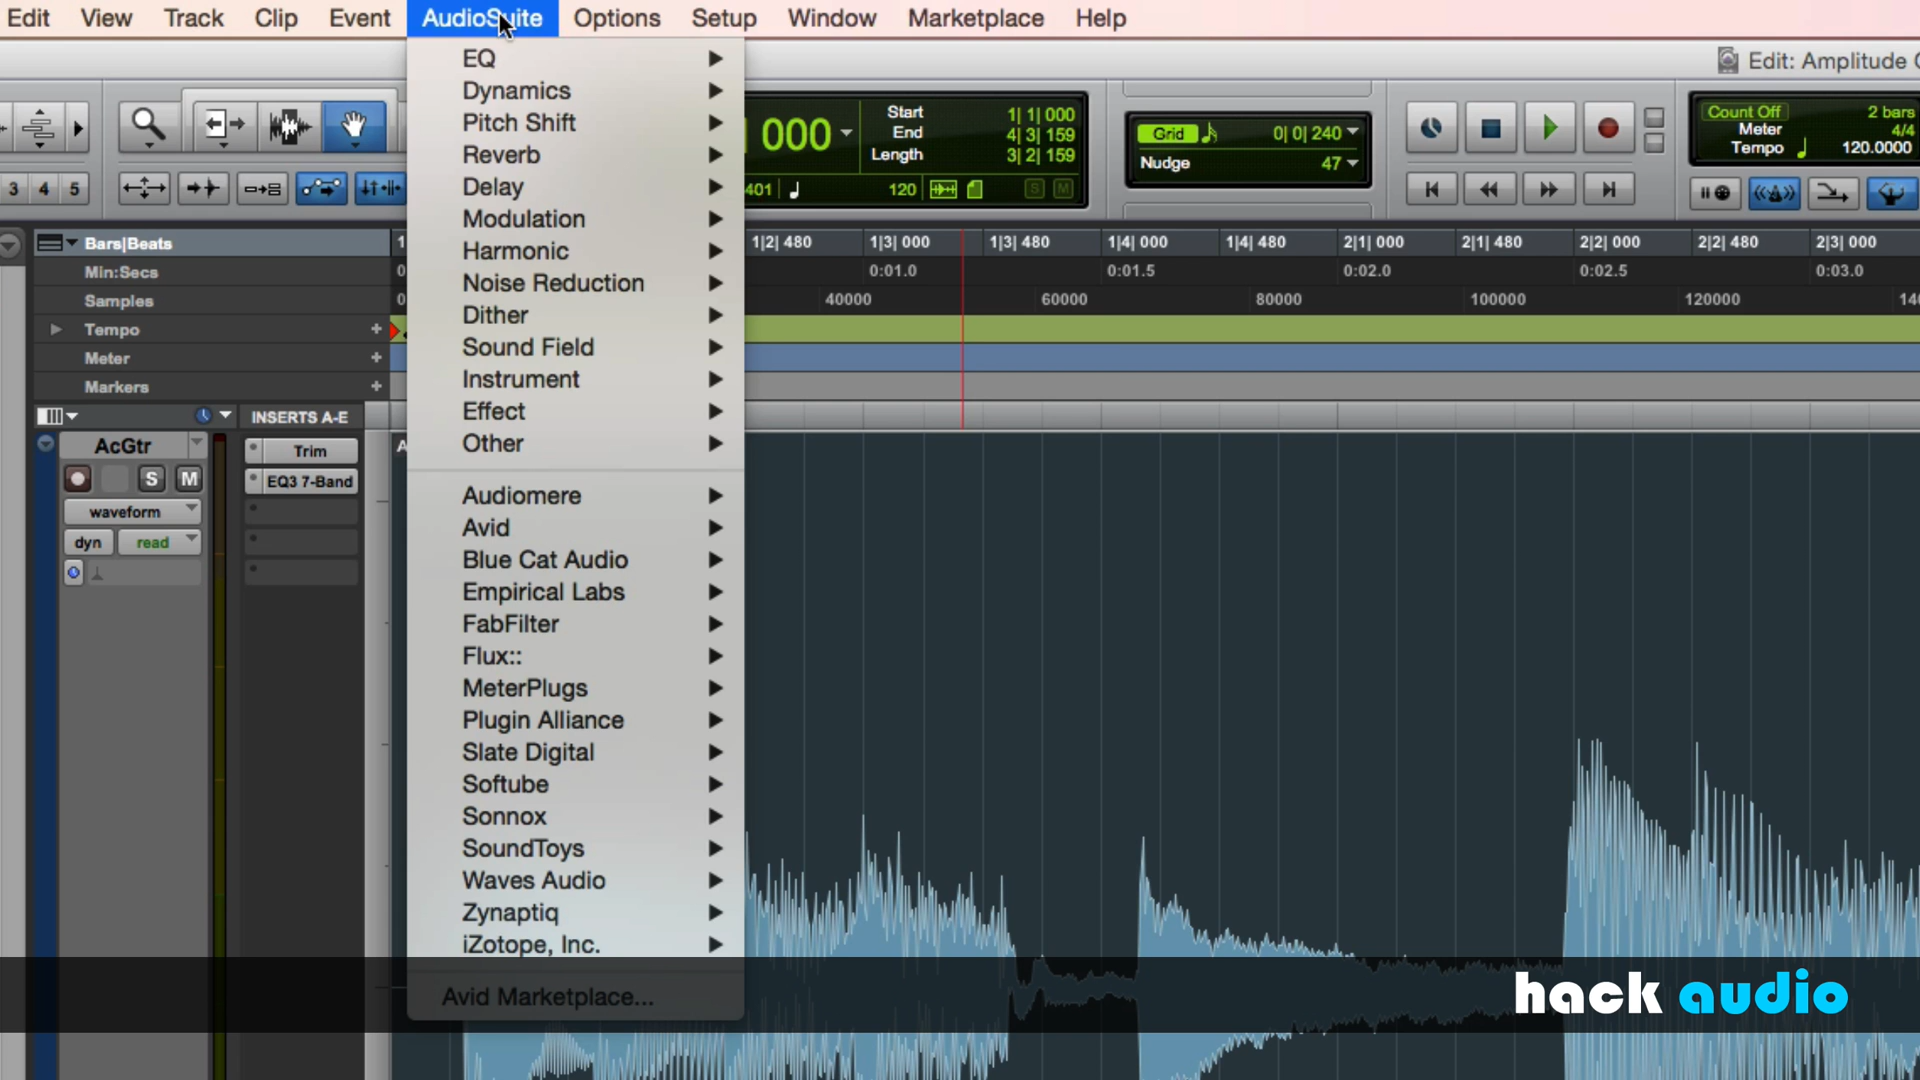 Edit View Track Clip Event AudioSuite Options Setup Window Marketplace Help
Edit: Amplitude
EQ
Dynamics
Pitch Shift
Reverb
Delay
Modulation
Harmonic
Noise Reduction
Dither
Sound Field
Instrument
Effect
Other
Audiomere
Avid
Blue Cat Audio
Empirical Labs
FabFilter
Flux::
MeterPlugs
Plugin Alliance
Slate Digital
Softube
Sonnox
SoundToys
Waves Audio
Zynaptiq
iZotope, Inc.
Avid Marketplace...
000
Start 1| 1| 000
End 4| 3| 159
Length 3| 2| 159
401 120 S M
Grid 0| 0| 240
Nudge 47
Count Off 2 bars
Meter 4/4
Tempo 120.0000
3 4 5
Bars|Beats 1 1|2| 480 1|3| 000 1|3| 480 1|4| 000 1|4| 480 2|1| 000 2|1| 480 2|2| 000 2|2| 480 2|3| 000
Min:Secs 0 0:01.0 0:01.5 0:02.0 0:02.5 0:03.0
Samples 0 40000 60000 80000 100000 120000
Tempo +
Meter +
Markers +
INSERTS A-E
AcGtr
S M
waveform
dyn read
Trim
EQ3 7-Band
A
hack audio